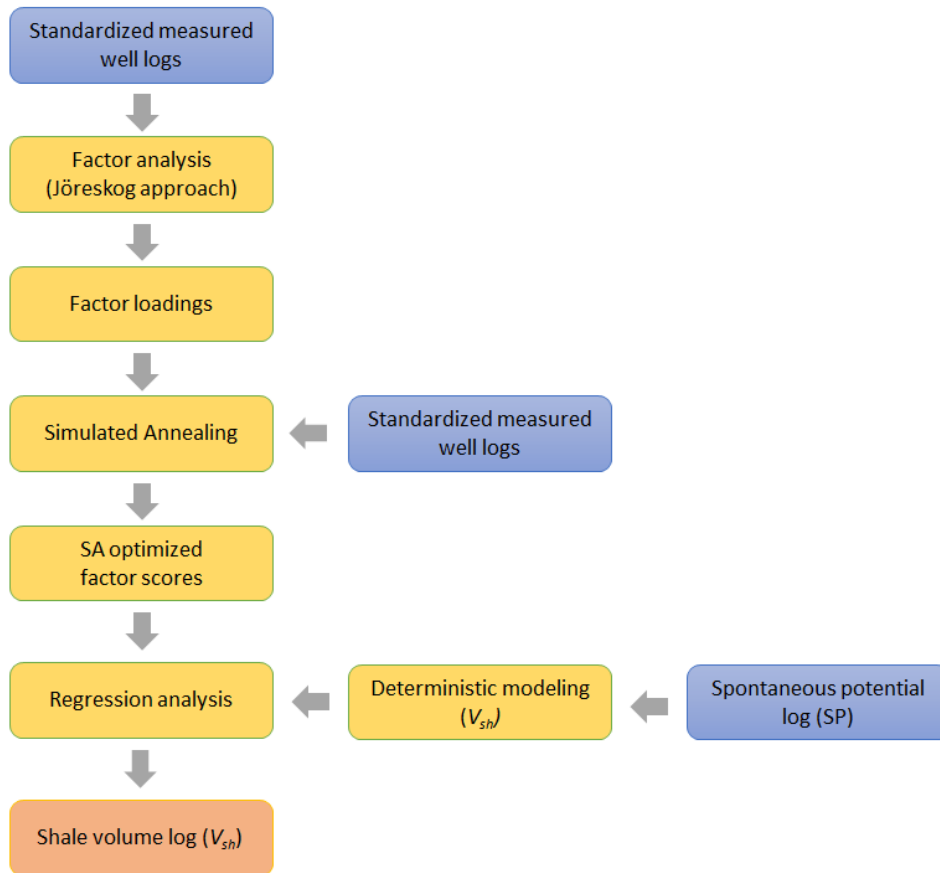 Standardized measured
well logs
Factor analysis
(Jöreskog approach)
Factor loadings
Simulated Annealing
Standardized measured
well logs
SA optimized
factor scores
Regression analysis
Deterministic modeling
(Vsh)
Spontaneous potential
log (SP)
Shale volume log (Vsh)